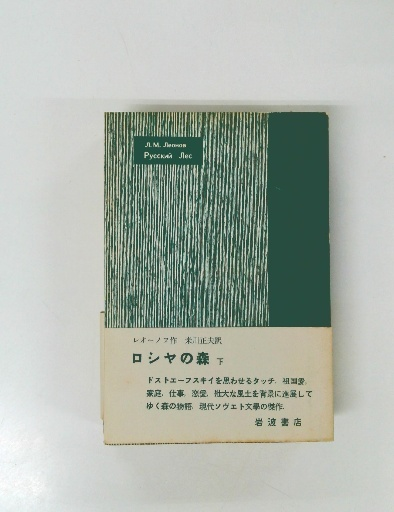 Л. М. Леонов
Русский Лес
レオーノフ作 米川正夫訳
ロシヤの森 下
ドストエーフスキイを思わせるタッチ. 祖国愛,
家庭, 仕事, 恋愛, 壮大な風土を背景に進展して
ゆく森の物語. 現代ソヴェト文學の傑作.
岩波書店